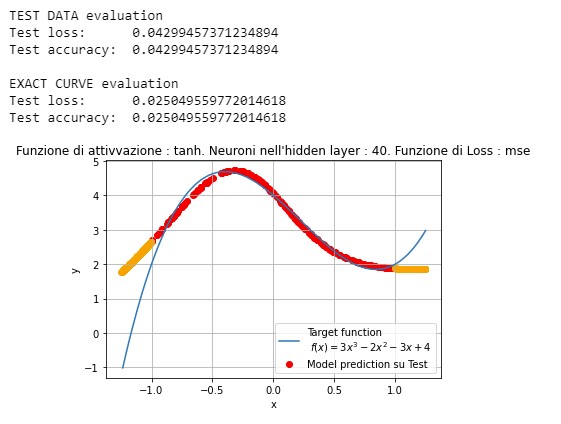 TEST DATA evaluation
Test loss: 0.04299457371234894
Test accuracy: 0.04299457371234894
EXACT CURVE evaluation
Test loss: 0.025049559772014618
Test accuracy: 0.025049559772014618
Funzione di attivvazione : tanh. Neuroni nell'hidden layer : 40. Funzione di Loss : mse
5
4
3
2
1
0
−1
y
−1.0 −0.5 0.0 0.5 1.0
x
Target function
f(x) = 3x³ − 2x² − 3x + 4
Model prediction su Test